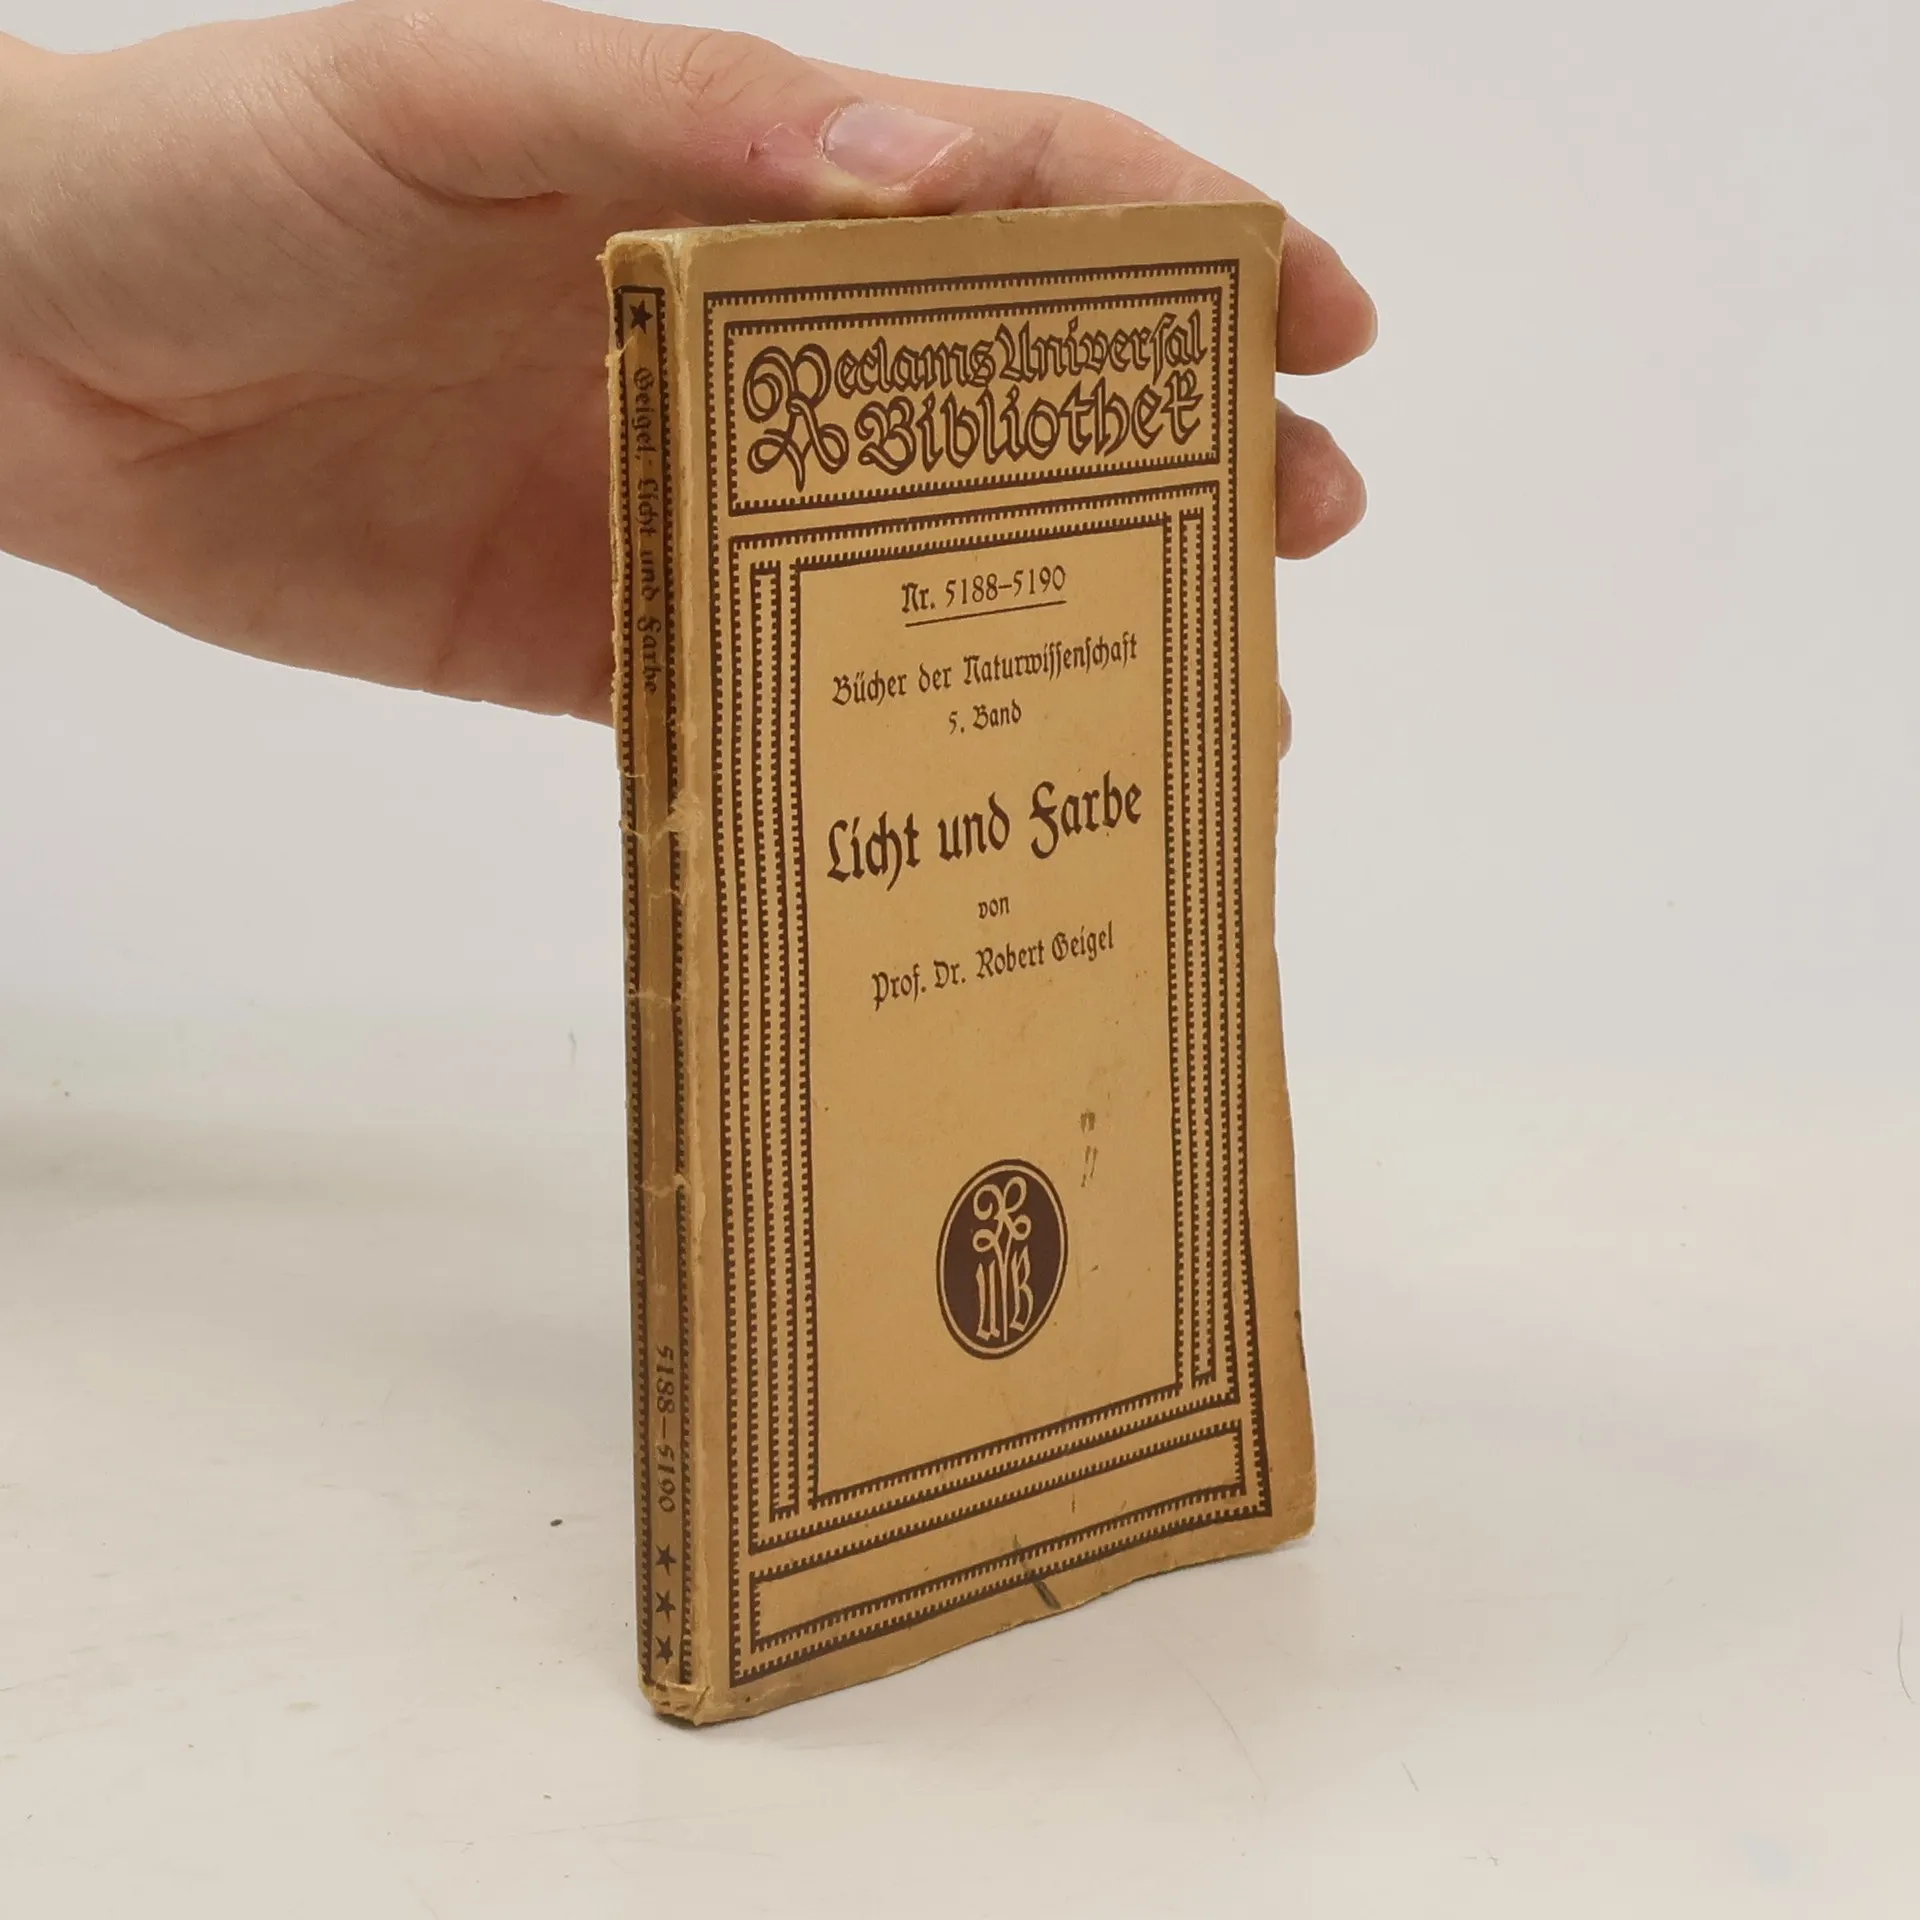 Reclams Universal
Bibliothek
Nr. 5188–5190
Bücher der Naturwiſſenſchaft
5. Band
Licht und Farbe
von
Prof. Dr. Robert Geigel
RUB
★ Geigel, Licht und Farbe
5188–5190 ★ ★ ★